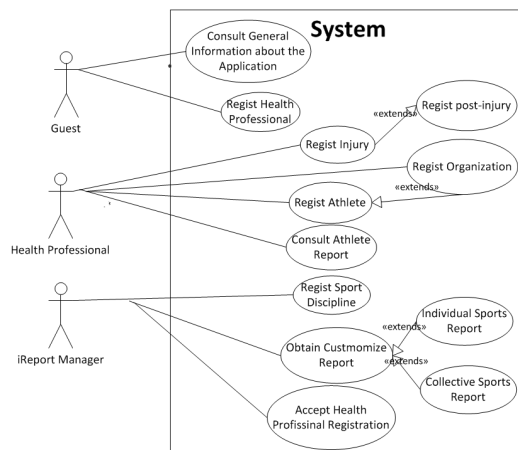 System
Consult General
Information about the
Application
Regist Health
Professional
Guest
«extends»
Regist post-injury
Regist Injury
Regist Organization
«extends»
Regist Athlete
Health Professional
Consult Athlete
Report
Regist Sport
Discipline
Individual Sports
Report
«extends»
iReport Manager
Obtain Custmomize
Report
«extends»
Collective Sports
Report
Accept Health
Profissinal Registration